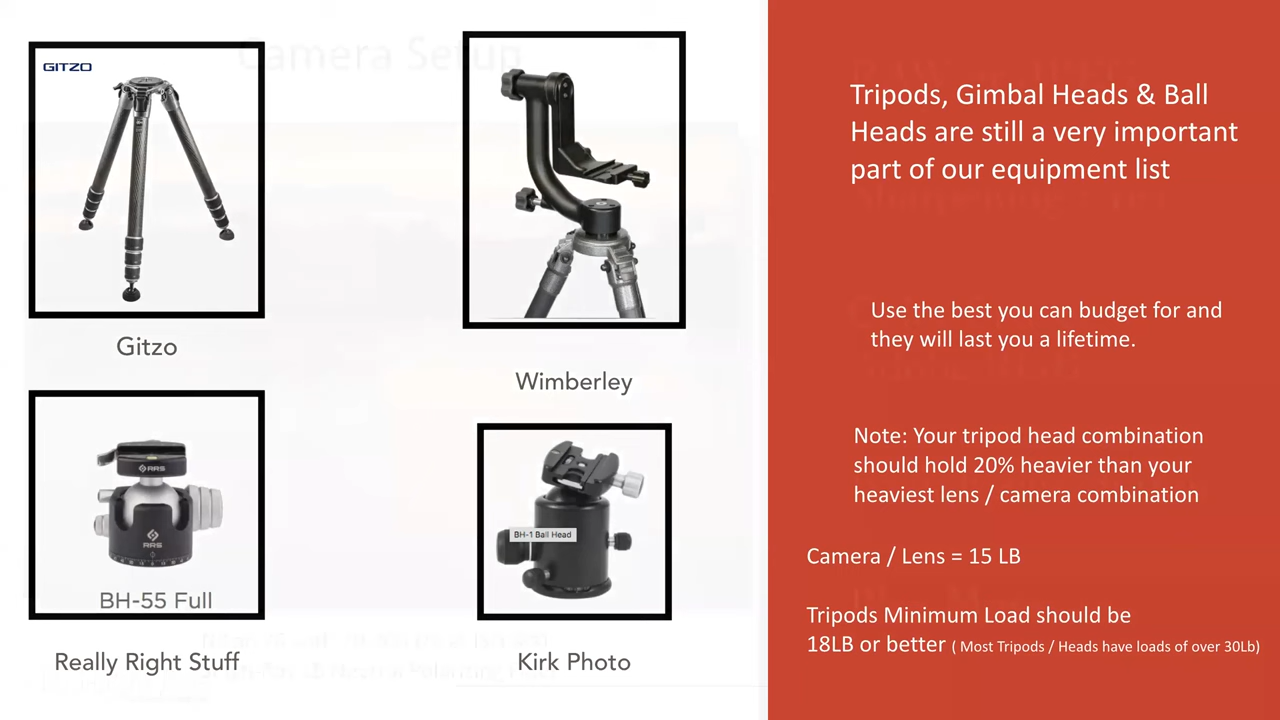 Camera Setup
GITZO
Gitzo
Wimberley
RRS
RRS
BH-55 Full
Really Right Stuff
BH-1 Ball Head
Kirk Photo
Tripods, Gimbal Heads & Ball
Heads are still a very important
part of our equipment list
Use the best you can budget for and
they will last you a lifetime.
Note: Your tripod head combination
should hold 20% heavier than your
heaviest lens / camera combination
Camera / Lens = 15 LB
Tripods Minimum Load should be
18LB or better ( Most Tripods / Heads have loads of over 30Lb)